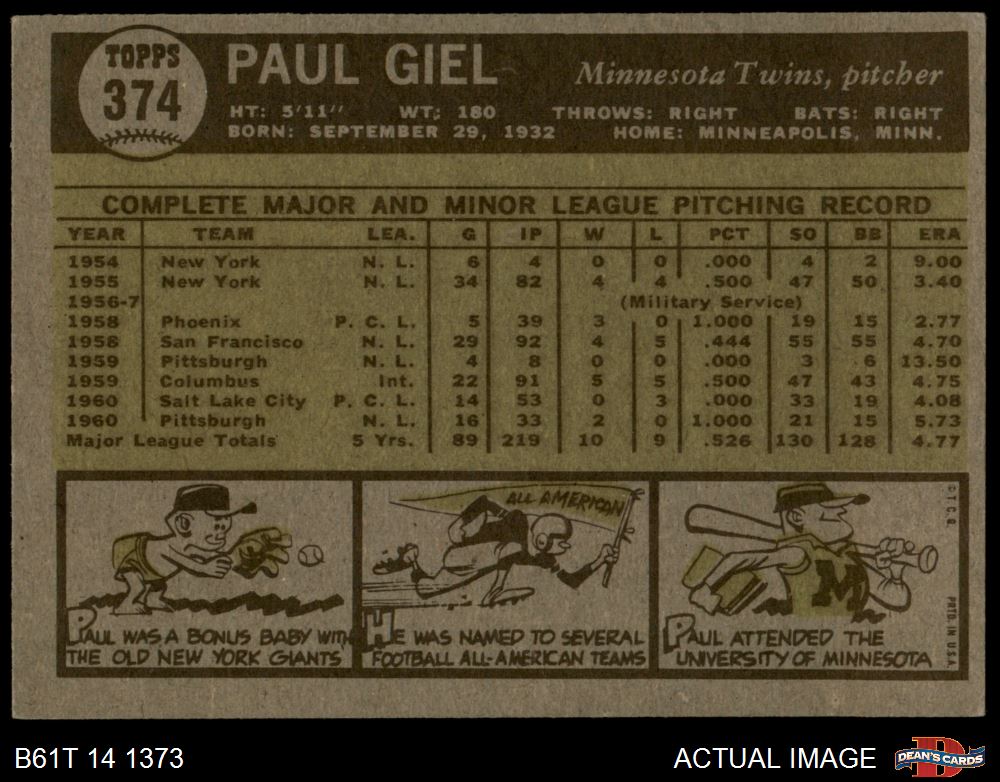 TOPPS
374
PAUL GIEL
Minnesota Twins, pitcher
HT: 5'11" WT: 180 THROWS: RIGHT BATS: RIGHT
BORN: SEPTEMBER 29, 1932 HOME: MINNEAPOLIS, MINN.
COMPLETE MAJOR AND MINOR LEAGUE PITCHING RECORD
YEAR TEAM LEA. G IP W L PCT SO BB ERA
1954 New York N. L. 6 4 0 0 .000 4 2 9.00
1955 New York N. L. 34 82 4 4 .500 47 50 3.40
1956-7 (Military Service)
1958 Phoenix P. C. L. 5 39 3 0 1.000 19 15 2.77
1958 San Francisco N. L. 29 92 4 5 .444 55 55 4.70
1959 Pittsburgh N. L. 4 8 0 0 .000 3 6 13.50
1959 Columbus Int. 22 91 5 5 .500 47 43 4.75
1960 Salt Lake City P. C. L. 14 53 0 3 .000 33 19 4.08
1960 Pittsburgh N. L. 16 33 2 0 1.000 21 15 5.73
Major League Totals 5 Yrs. 89 219 10 9 .526 130 128 4.77
PAUL WAS A BONUS BABY WITH
THE OLD NEW YORK GIANTS
ALL AMERICAN
HE WAS NAMED TO SEVERAL
FOOTBALL ALL-AMERICAN TEAMS
M
PAUL ATTENDED THE
UNIVERSITY OF MINNESOTA
© T. C. G.
PRTD. IN U.S.A.
B61T 14 1373
ACTUAL IMAGE
D
DEAN'S CARDS